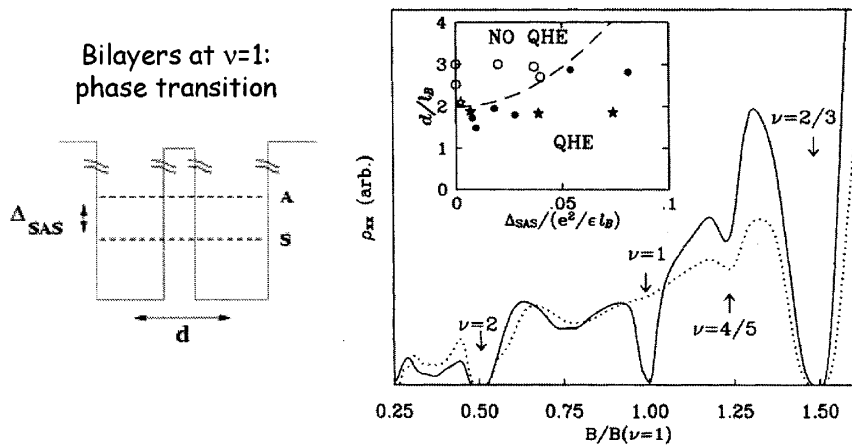 Bilayers at ν=1:
phase transition
A
Δ_SAS
S
d
NO QHE
QHE
d/l_B
4
3
2
1
0
0
.05
.1
Δ_SAS/(e²/εl_B)
ρ_xx (arb.)
ν=2/3
ν=1
ν=4/5
ν=2
0.25
0.50
0.75
1.00
1.25
1.50
B/B(ν=1)